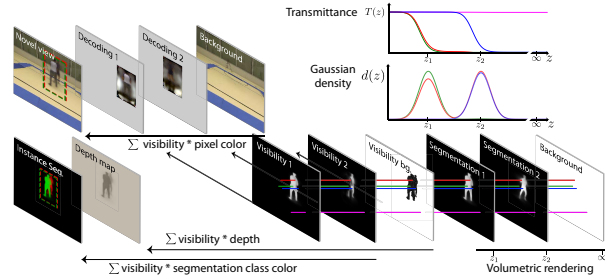 Transmittance T(z)
z₁ z₂ ∞ z
Gaussian density d(z)
z₁ z₂ ∞ z
Novel view
Decoding 1
Decoding 2
Background
∑ visibility * pixel color
Instance Seg.
Depth map
Visibility 1
Visibility 2
Visibility bg.
Segmentation 1
Segmentation 2
Background
∑ visibility * depth
∑ visibility * segmentation class color
z₁ z₂ ∞
Volumetric rendering